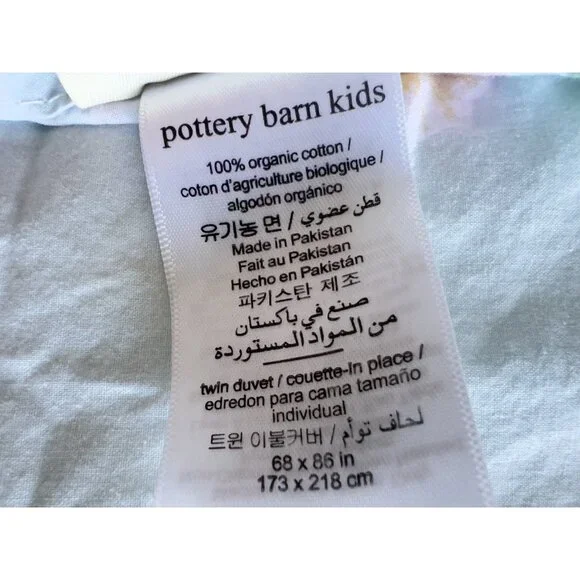 pottery barn kids
100% organic cotton /
coton d'agriculture biologique /
algodón orgánico
유기농 면 / قطن عضوي
Made in Pakistan
Fait au Pakistan
Hecho en Pakistán
파키스탄 제조
صنع في باكستان
من المواد المستوردة
twin duvet / couette-in place /
edredon para cama tamaño
individual
트윈 이불커버 / لحاف توأم
68 x 86 in
173 x 218 cm